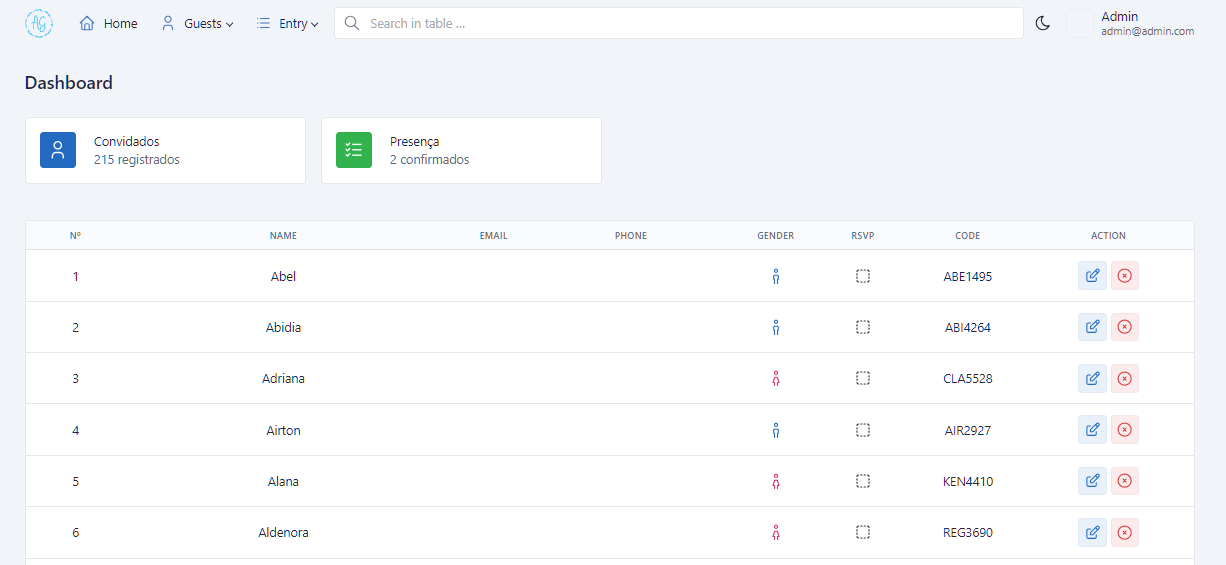 AG Home Guests Entry Search in table ... Admin
admin@admin.com
Dashboard
Convidados
215 registrados
Presença
2 confirmados
Nº NAME EMAIL PHONE GENDER RSVP CODE ACTION
1 Abel ABE1495
2 Abidia ABI4264
3 Adriana CLA5528
4 Airton AIR2927
5 Alana KEN4410
6 Aldenora REG3690